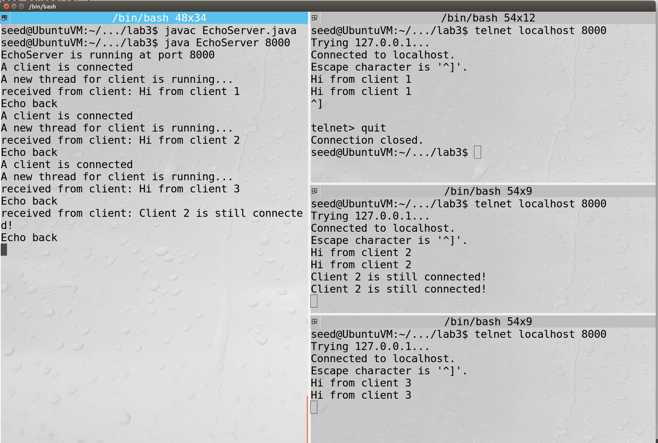 /bin/bash
/bin/bash 48x34
seed@UbuntuVM:~/.../lab3$ javac EchoServer.java
seed@UbuntuVM:~/.../lab3$ java EchoServer 8000
EchoServer is running at port 8000
A client is connected
A new thread for client is running...
received from client: Hi from client 1
Echo back
A client is connected
A new thread for client is running...
received from client: Hi from client 2
Echo back
A client is connected
A new thread for client is running...
received from client: Hi from client 3
Echo back
received from client: Client 2 is still connecte
d!
Echo back
/bin/bash 54x12
seed@UbuntuVM:~/.../lab3$ telnet localhost 8000
Trying 127.0.0.1...
Connected to localhost.
Escape character is '^]'.
Hi from client 1
Hi from client 1
^]
telnet> quit
Connection closed.
seed@UbuntuVM:~/.../lab3$
/bin/bash 54x9
seed@UbuntuVM:~/.../lab3$ telnet localhost 8000
Trying 127.0.0.1...
Connected to localhost.
Escape character is '^]'.
Hi from client 2
Hi from client 2
Client 2 is still connected!
Client 2 is still connected!
/bin/bash 54x9
seed@UbuntuVM:~/.../lab3$ telnet localhost 8000
Trying 127.0.0.1...
Connected to localhost.
Escape character is '^]'.
Hi from client 3
Hi from client 3